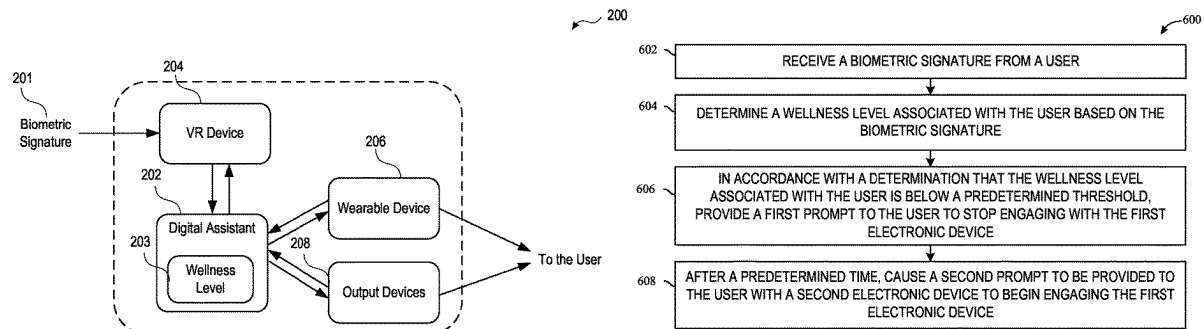 200
201
Biometric
Signature
204
VR Device
202
Digital Assistant
203
Wellness
Level
206
Wearable Device
208
Output Devices
To the User
600
602
RECEIVE A BIOMETRIC SIGNATURE FROM A USER
604
DETERMINE A WELLNESS LEVEL ASSOCIATED WITH THE USER BASED ON THE
BIOMETRIC SIGNATURE
606
IN ACCORDANCE WITH A DETERMINATION THAT THE WELLNESS LEVEL
ASSOCIATED WITH THE USER IS BELOW A PREDETERMINED THRESHOLD,
PROVIDE A FIRST PROMPT TO THE USER TO STOP ENGAGING WITH THE FIRST
ELECTRONIC DEVICE
608
AFTER A PREDETERMINED TIME, CAUSE A SECOND PROMPT TO BE PROVIDED TO
THE USER WITH A SECOND ELECTRONIC DEVICE TO BEGIN ENGAGING THE FIRST
ELECTRONIC DEVICE